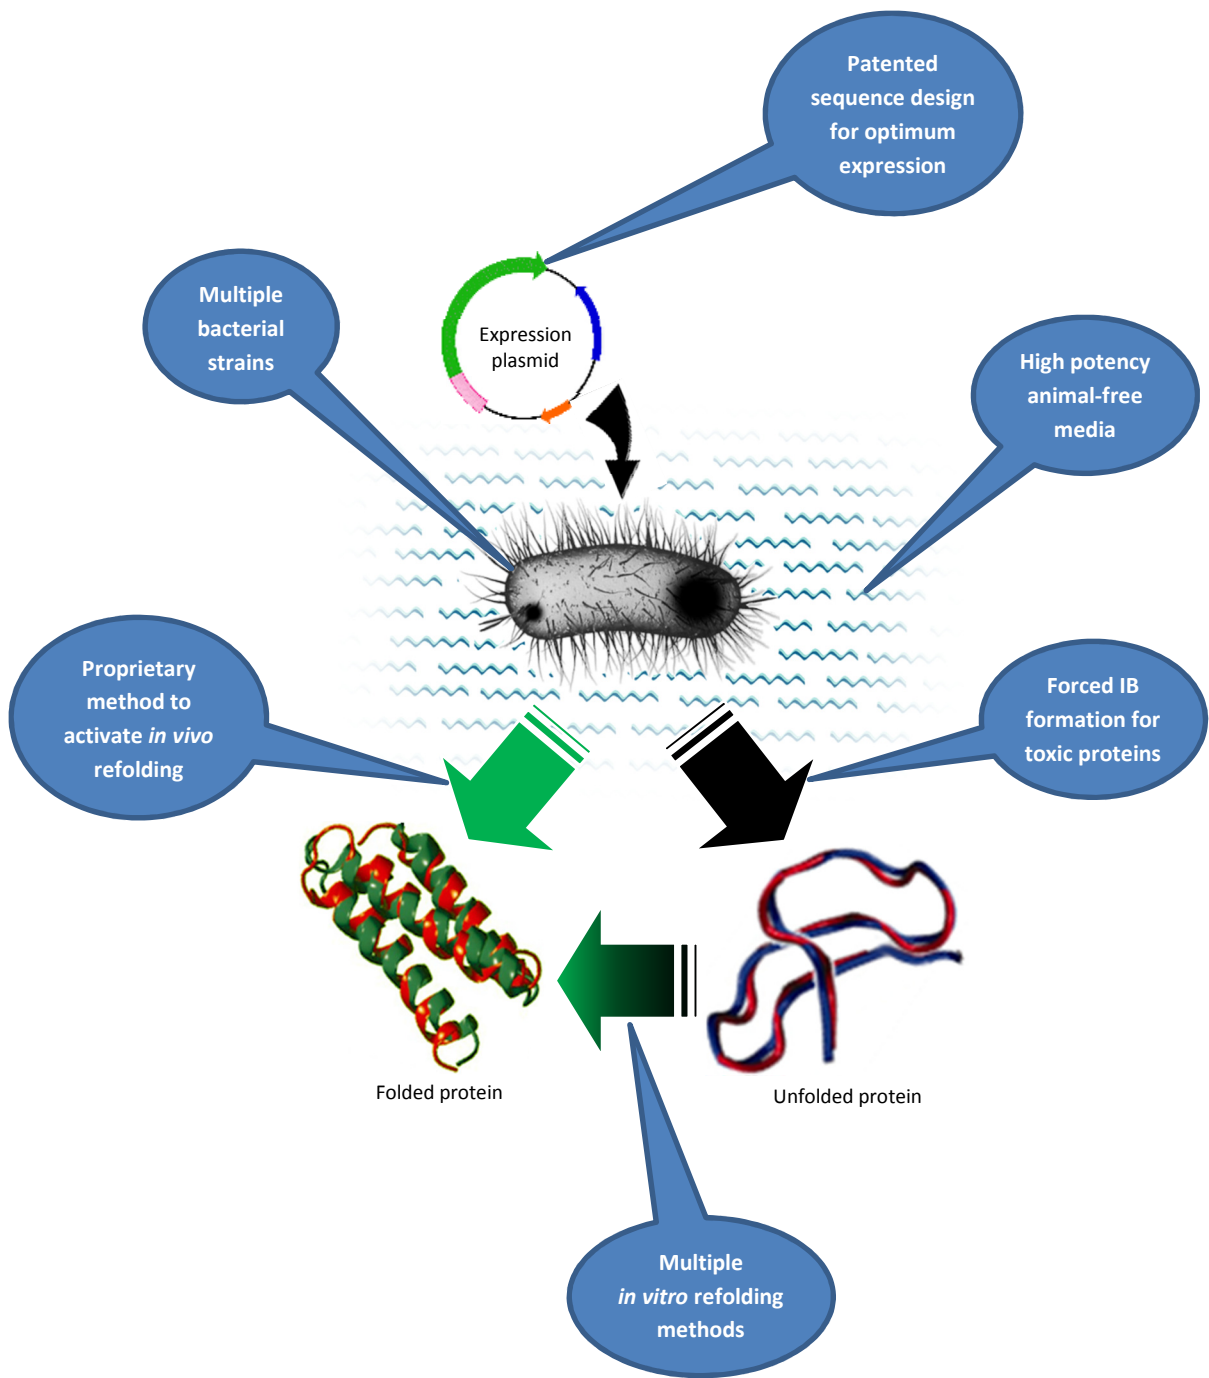 Patented
sequence design
for optimum
expression
Multiple
bacterial
strains
Expression
plasmid
High potency
animal-free
media
Proprietary
method to
activate in vivo
refolding
Forced IB
formation for
toxic proteins
Folded protein
Unfolded protein
Multiple
in vitro refolding
methods